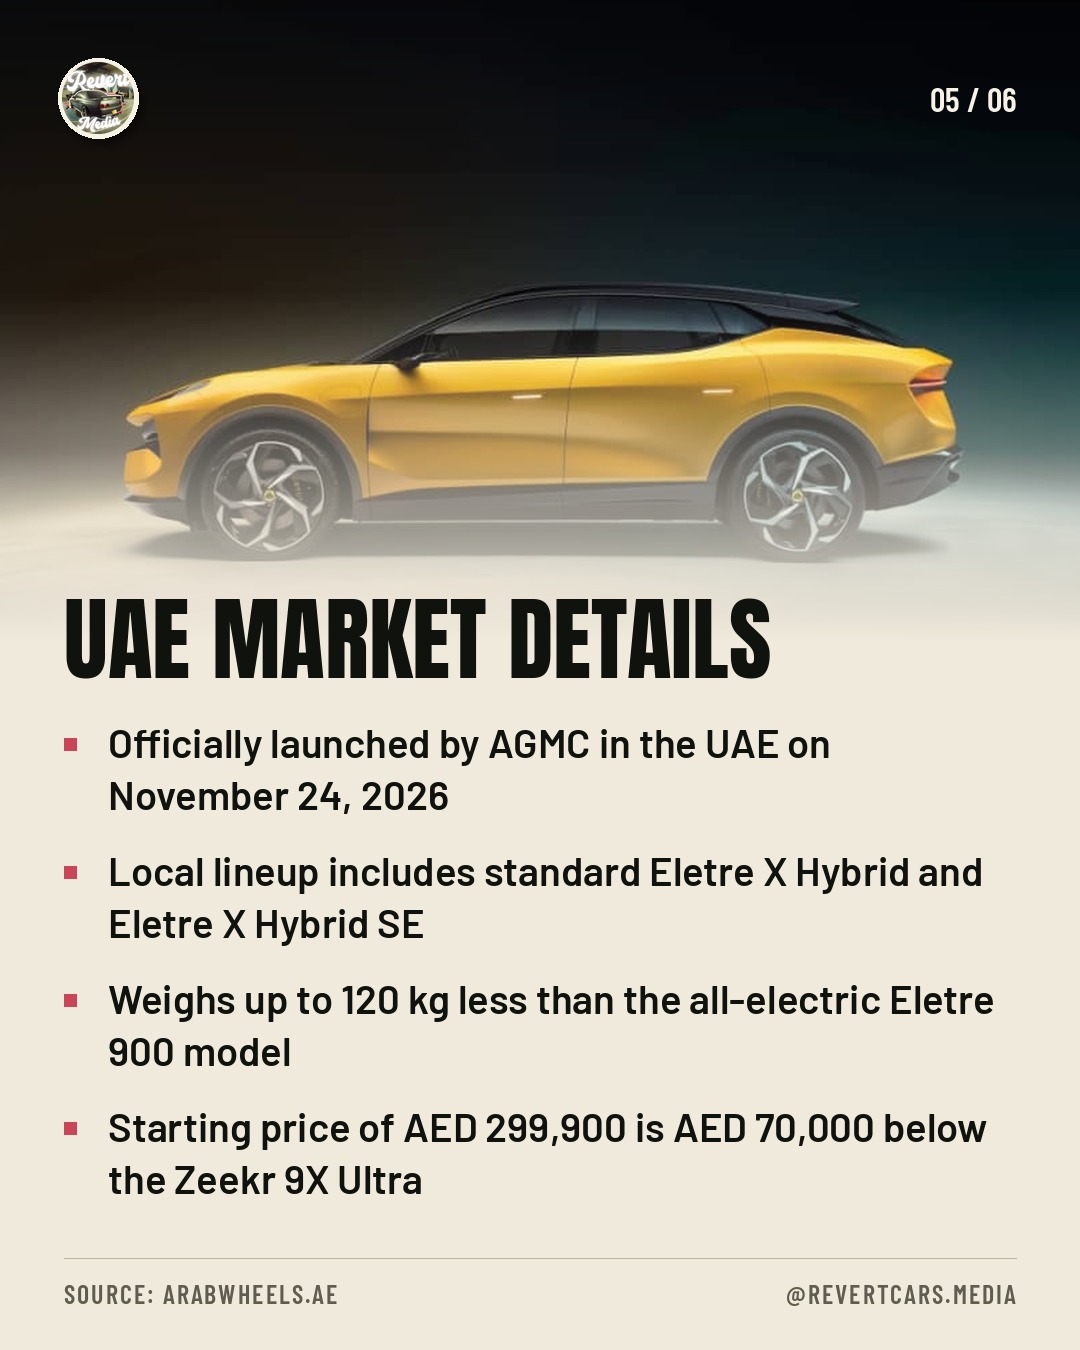 Revert
Media
05 / 06
UAE MARKET DETAILS
Officially launched by AGMC in the UAE on
November 24, 2026
Local lineup includes standard Eletre X Hybrid and
Eletre X Hybrid SE
Weighs up to 120 kg less than the all-electric Eletre
900 model
Starting price of AED 299,900 is AED 70,000 below
the Zeekr 9X Ultra
SOURCE: ARABWHEELS.AE
@REVERTCARS.MEDIA